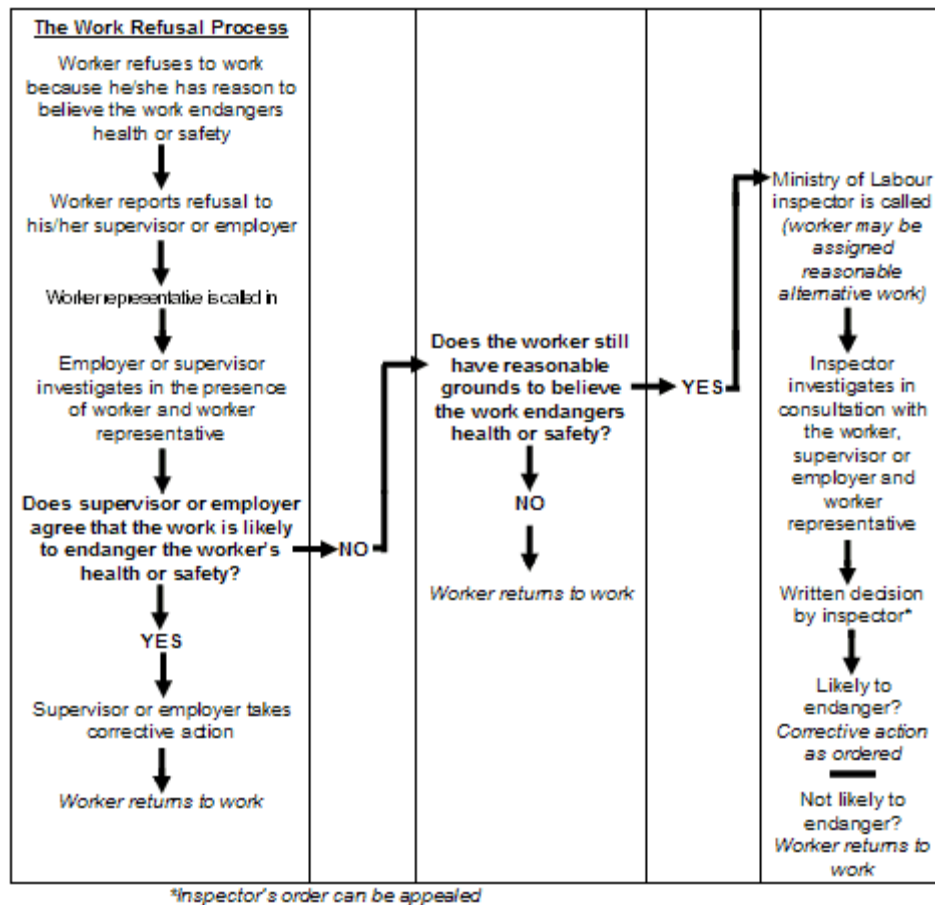 The Work Refusal Process
Worker refuses to work
because he/she has reason to
believe the work endangers
health or safety
Worker reports refusal to
his/her supervisor or employer
Worker representative is called in
Employer or supervisor
investigates in the presence
of worker and worker
representative
Does supervisor or employer
agree that the work is likely
to endanger the worker's
health or safety?
NO
YES
Supervisor or employer takes
corrective action
Worker returns to work
Does the worker still
have reasonable
grounds to believe
the work endangers
health or safety?
YES
NO
Worker returns to work
Ministry of Labour
inspector is called
(worker may be
assigned
reasonable
alternative work)
Inspector
investigates in
consultation with
the worker,
supervisor or
employer and
worker
representative
Written decision
by inspector*
Likely to
endanger?
Corrective action
as ordered
Not likely to
endanger?
Worker returns to
work
*Inspector's order can be appealed